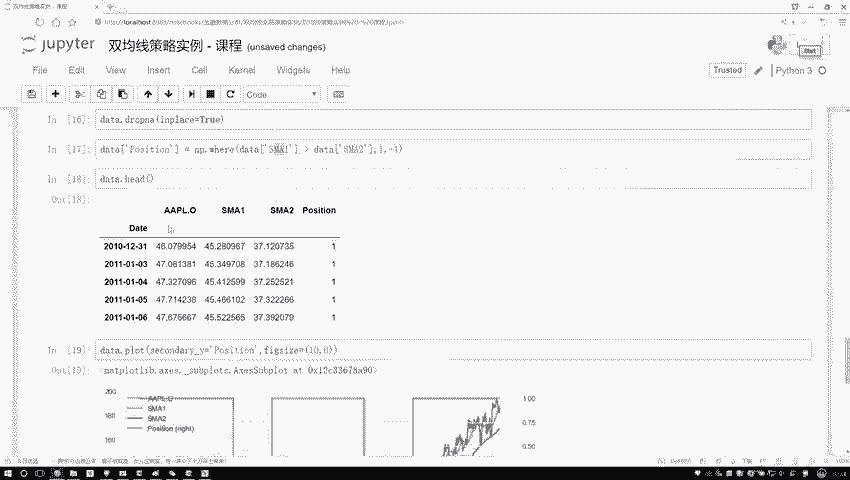 双均线策略实例 - 课程
jupyter 双均线策略实例 - 课程 (unsaved changes)
File Edit View Insert Cell Kernel Widgets Help
Trusted Python 3
Code
In [16]: data.dropna(inplace=True)
In [17]: data['Position'] = np.where(data['SMA1'] > data['SMA2'],1,-1)
In [18]: data.head()
Out[18]:
AAPL.O SMA1 SMA2 Position
Date
2010-12-31 46.079954 45.280967 37.120735 1
2011-01-03 47.081381 45.349708 37.186246 1
2011-01-04 47.327096 45.412599 37.252521 1
2011-01-05 47.714238 45.466102 37.322266 1
2011-01-06 47.675667 45.522565 37.392079 1
In [19]: data.plot(secondary_y='Position',figsize=(10,6))
Out[19]: <matplotlib.axes._subplots.AxesSubplot at 0x12c33678a90>
200
AAPL.O
SMA1
SMA2
Position (right)
180
160
1.00
0.75
0.50